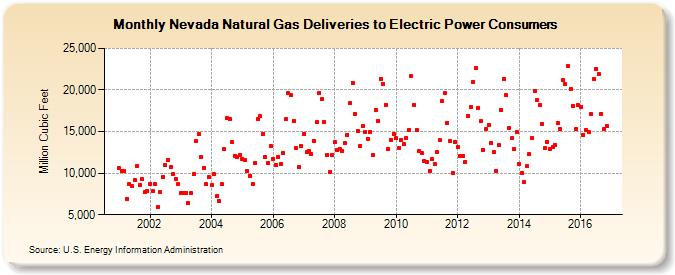 Monthly Nevada Natural Gas Deliveries to Electric Power Consumers
Million Cubic Feet
25,000
20,000
15,000
10,000
5,000
2002 2004 2006 2008 2010 2012 2014 2016
Source: U.S. Energy Information Administration